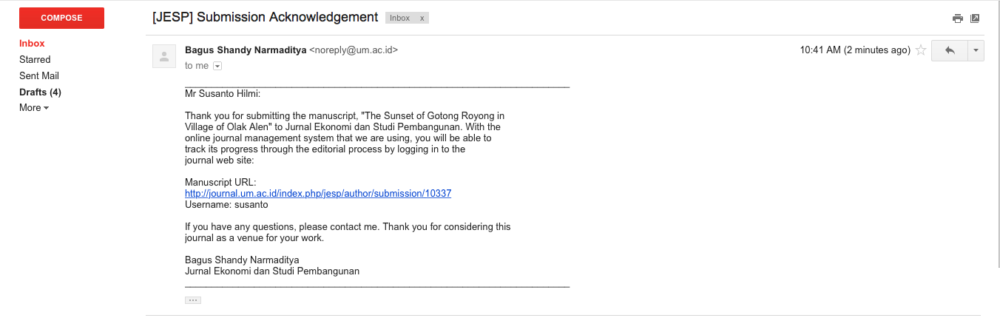 COMPOSE
Inbox
Starred
Sent Mail
Drafts (4)
More
[JESP] Submission Acknowledgement Inbox x
Bagus Shandy Narmaditya <noreply@um.ac.id> 10:41 AM (2 minutes ago)
to me
Mr Susanto Hilmi:
Thank you for submitting the manuscript, "The Sunset of Gotong Royong in
Village of Olak Alen" to Jurnal Ekonomi dan Studi Pembangunan. With the
online journal management system that we are using, you will be able to
track its progress through the editorial process by logging in to the
journal web site:
Manuscript URL:
http://journal.um.ac.id/index.php/jesp/author/submission/10337
Username: susanto
If you have any questions, please contact me. Thank you for considering this
journal as a venue for your work.
Bagus Shandy Narmaditya
Jurnal Ekonomi dan Studi Pembangunan